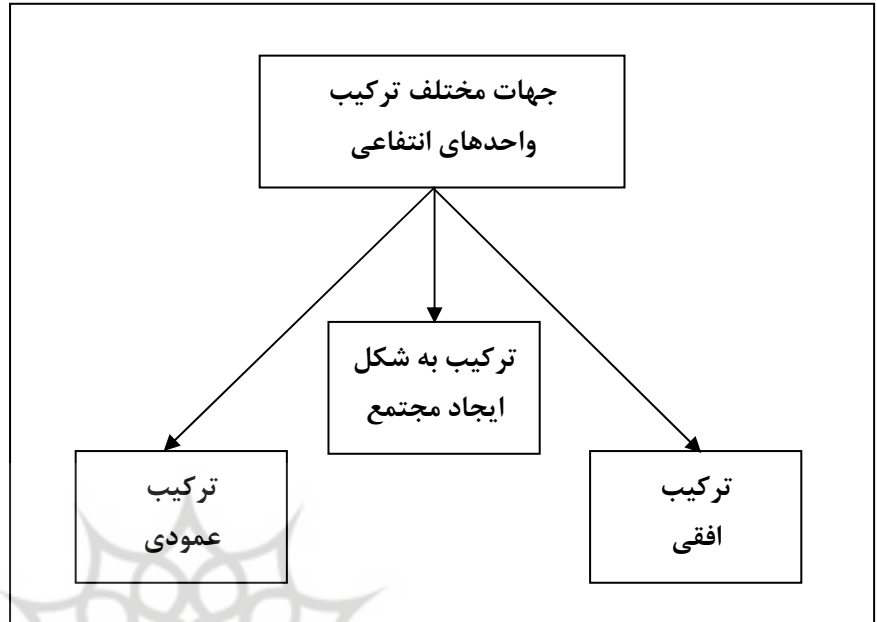 جهات مختلف ترکیب
واحدهای انتفاعی
ترکیب به شکل
ایجاد مجتمع
ترکیب
افقی
ترکیب
عمودی